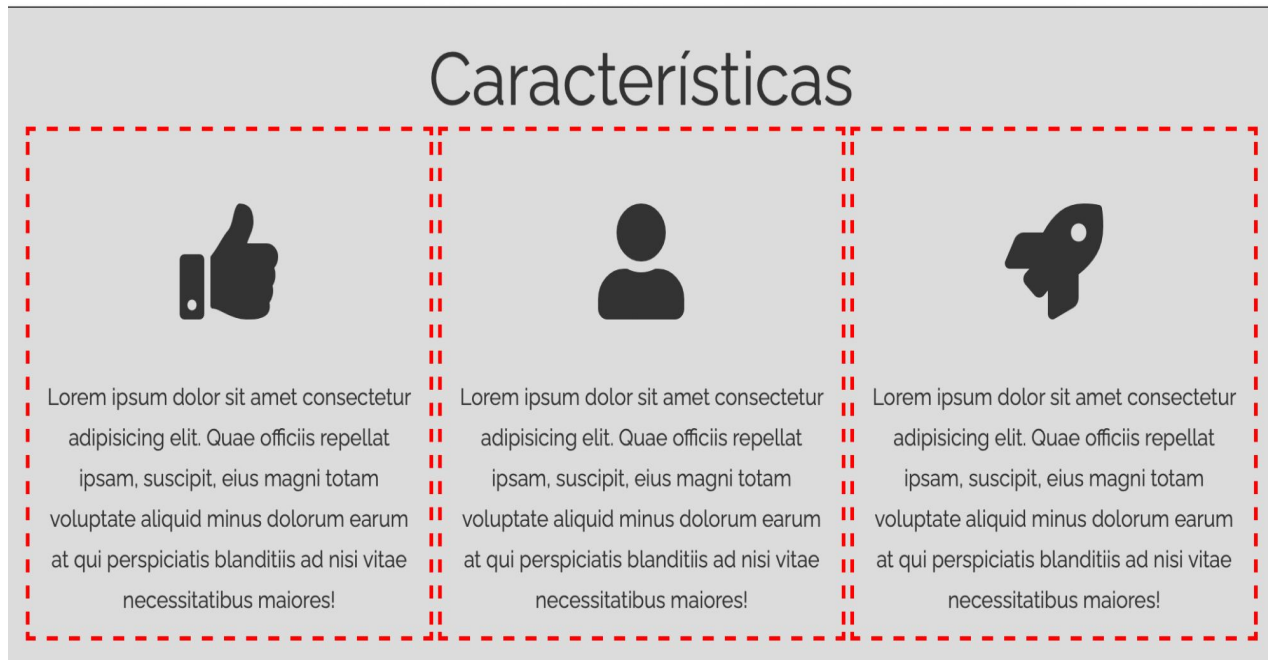 Características
Lorem ipsum dolor sit amet consectetur
adipisicing elit. Quae officiis repellat
ipsam, suscipit, eius magni totam
voluptate aliquid minus dolorum earum
at qui perspiciatis blanditiis ad nisi vitae
necessitatibus maiores!
Lorem ipsum dolor sit amet consectetur
adipisicing elit. Quae officiis repellat
ipsam, suscipit, eius magni totam
voluptate aliquid minus dolorum earum
at qui perspiciatis blanditiis ad nisi vitae
necessitatibus maiores!
Lorem ipsum dolor sit amet consectetur
adipisicing elit. Quae officiis repellat
ipsam, suscipit, eius magni totam
voluptate aliquid minus dolorum earum
at qui perspiciatis blanditiis ad nisi vitae
necessitatibus maiores!